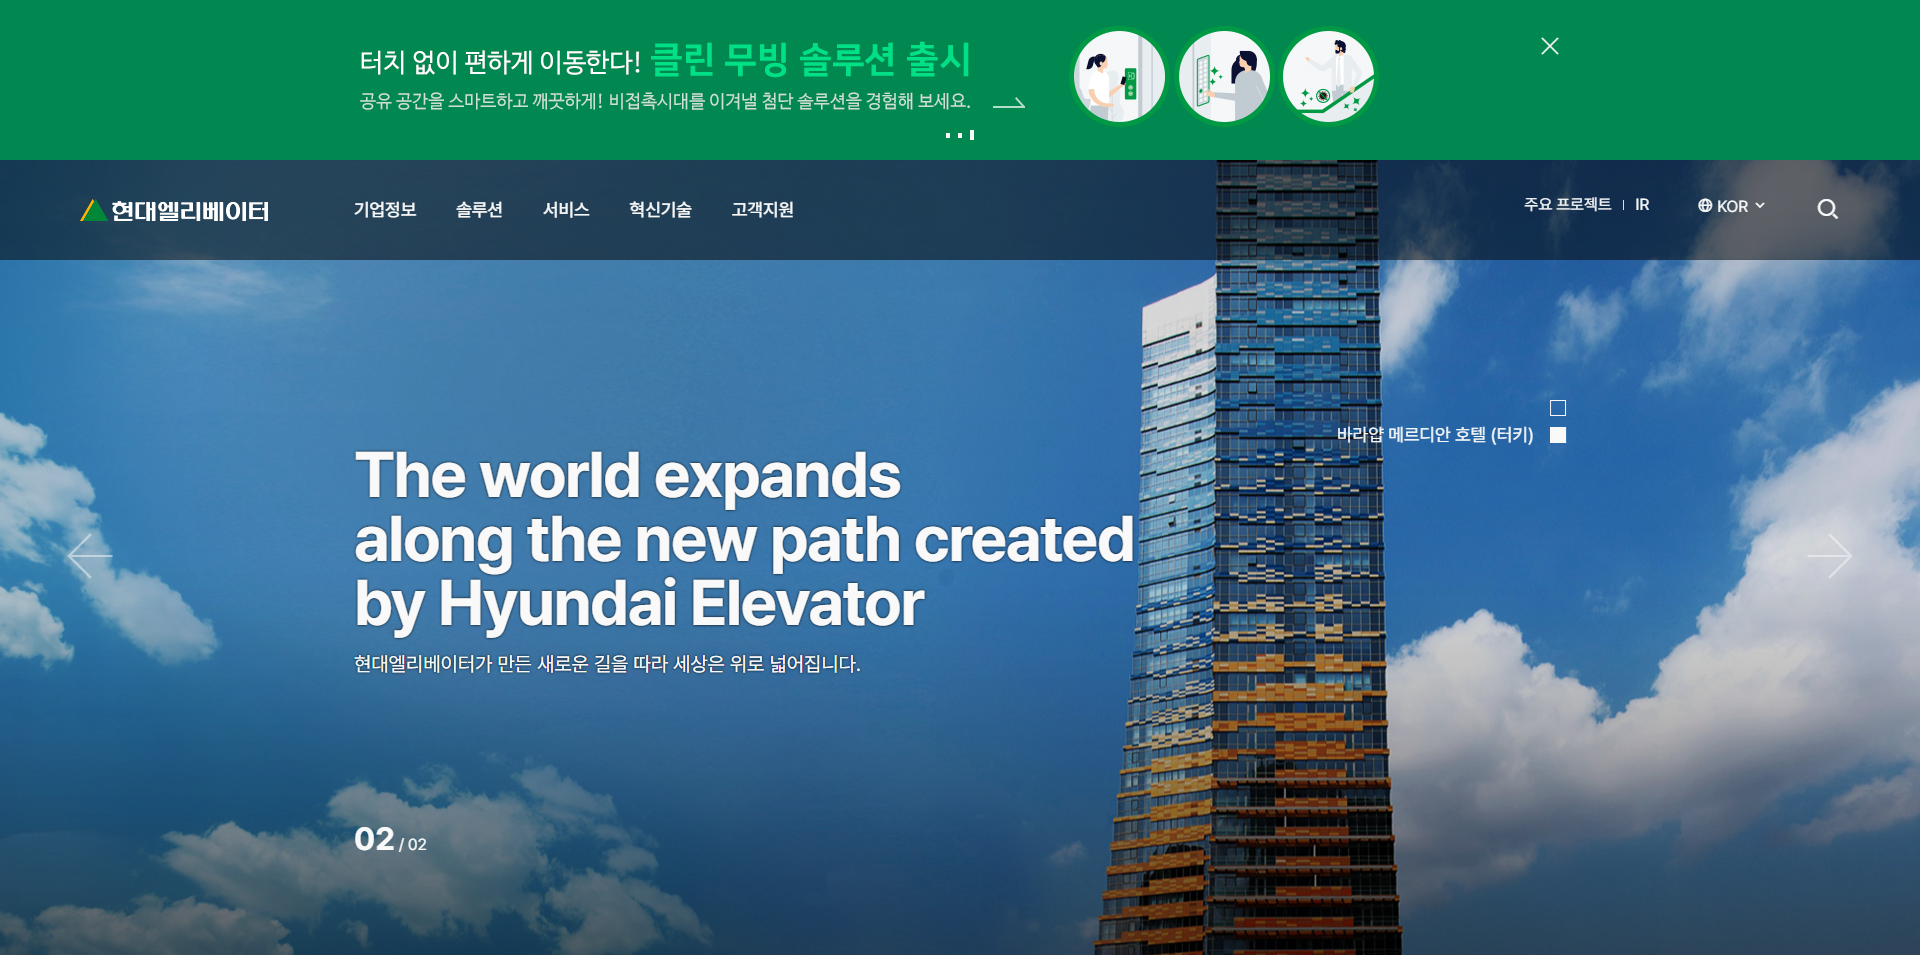 터치 없이 편하게 이동한다! 클린 무빙 솔루션 출시
공유 공간을 스마트하고 깨끗하게! 비접촉시대를 이겨낼 첨단 솔루션을 경험해 보세요.
현대엘리베이터
기업정보 솔루션 서비스 혁신기술 고객지원
주요 프로젝트 IR KOR
바라얍 메르디안 호텔 (터키)
The world expands
along the new path created
by Hyundai Elevator
현대엘리베이터가 만든 새로운 길을 따라 세상은 위로 넓어집니다.
02 / 02